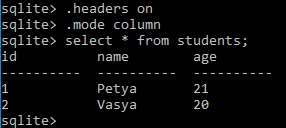 sqlite> .headers on
sqlite> .mode column
sqlite> select * from students;
id          name        age
----------  ----------  ----------
1           Petya       21
2           Vasya       20
sqlite>